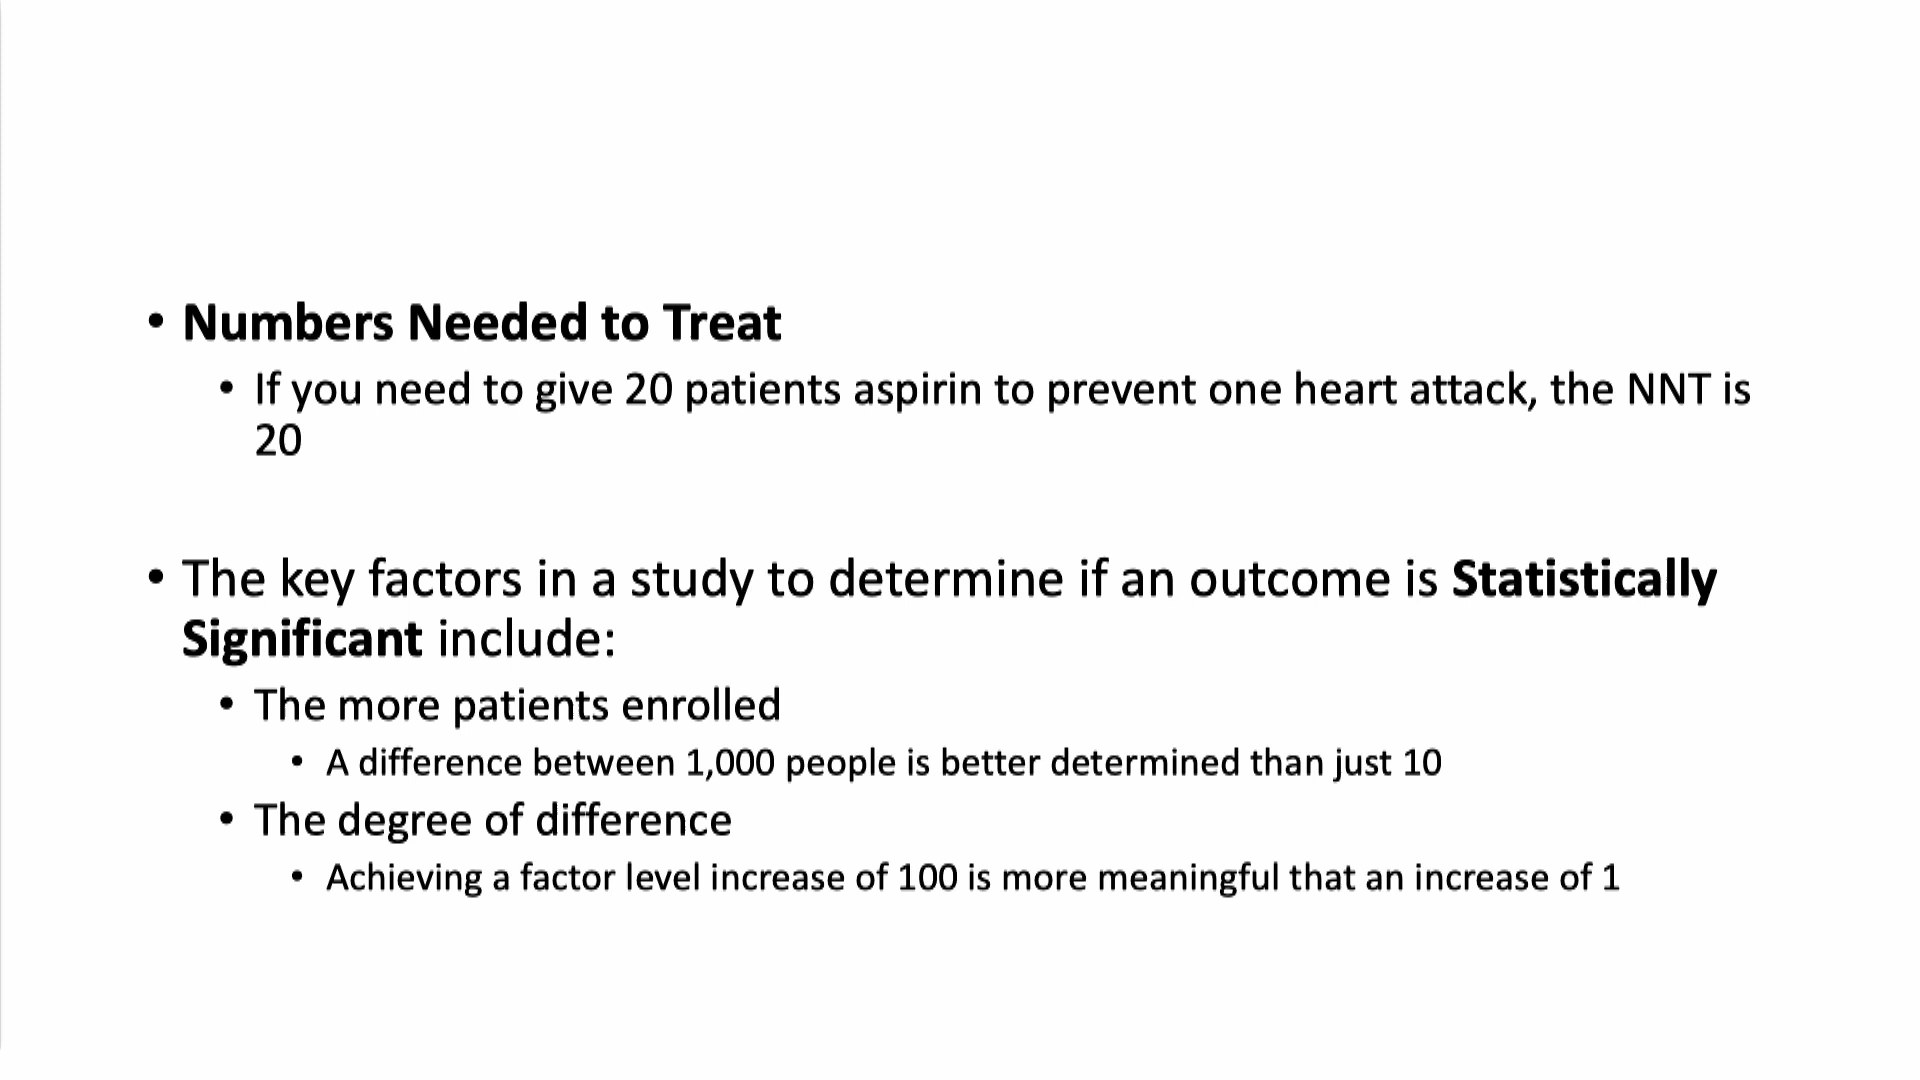 • Numbers Needed to Treat
• If you need to give 20 patients aspirin to prevent one heart attack, the NNT is
20
• The key factors in a study to determine if an outcome is Statistically
Significant include:
• The more patients enrolled
• A difference between 1,000 people is better determined than just 10
• The degree of difference
• Achieving a factor level increase of 100 is more meaningful that an increase of 1